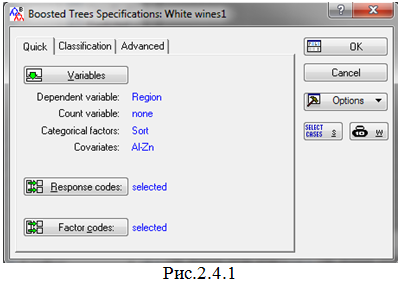 Boosted Trees Specifications: White wines1
Quick Classification Advanced
Variables
Dependent variable: Region
Count variable: none
Categorical factors: Sort
Covariates: Al-Zn
Response codes: selected
Factor codes: selected
OK
Cancel
Options
SELECT CASES S
W
Рис.2.4.1